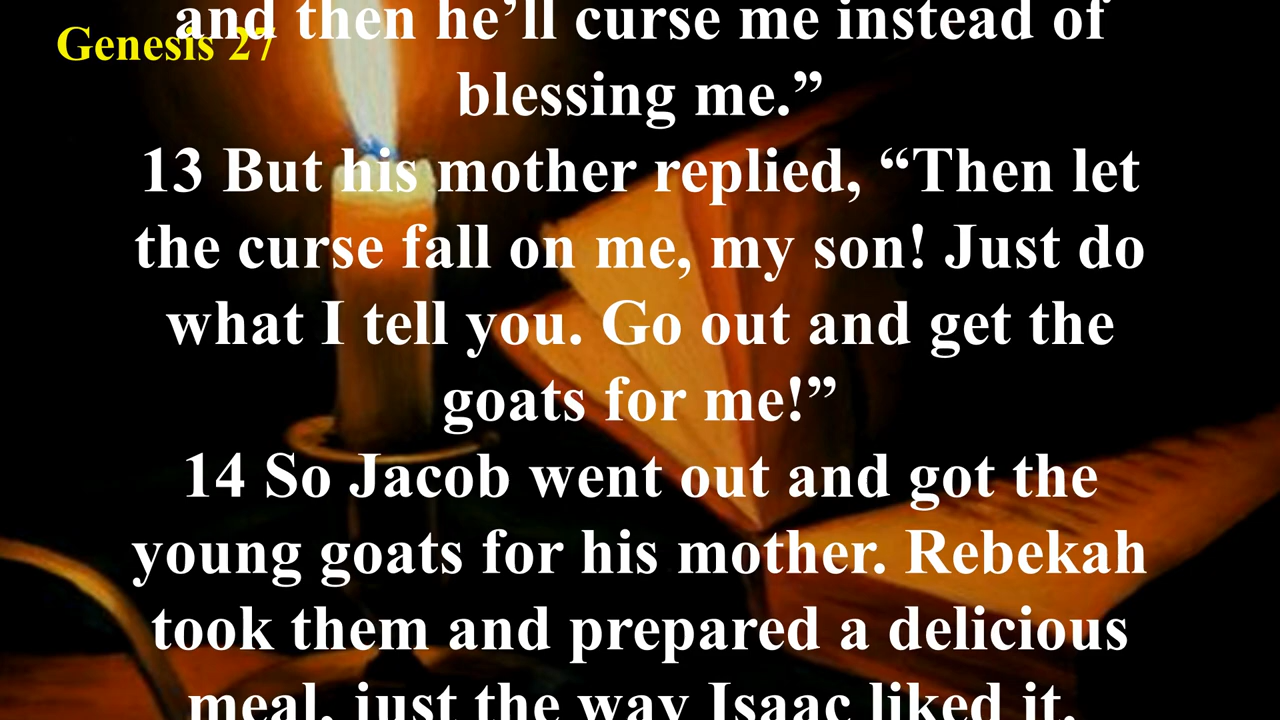 Genesis 27
and then he’ll curse me instead of
blessing me.”
13 But his mother replied, “Then let
the curse fall on me, my son! Just do
what I tell you. Go out and get the
goats for me!”
14 So Jacob went out and got the
young goats for his mother. Rebekah
took them and prepared a delicious
meal, just the way Isaac liked it.